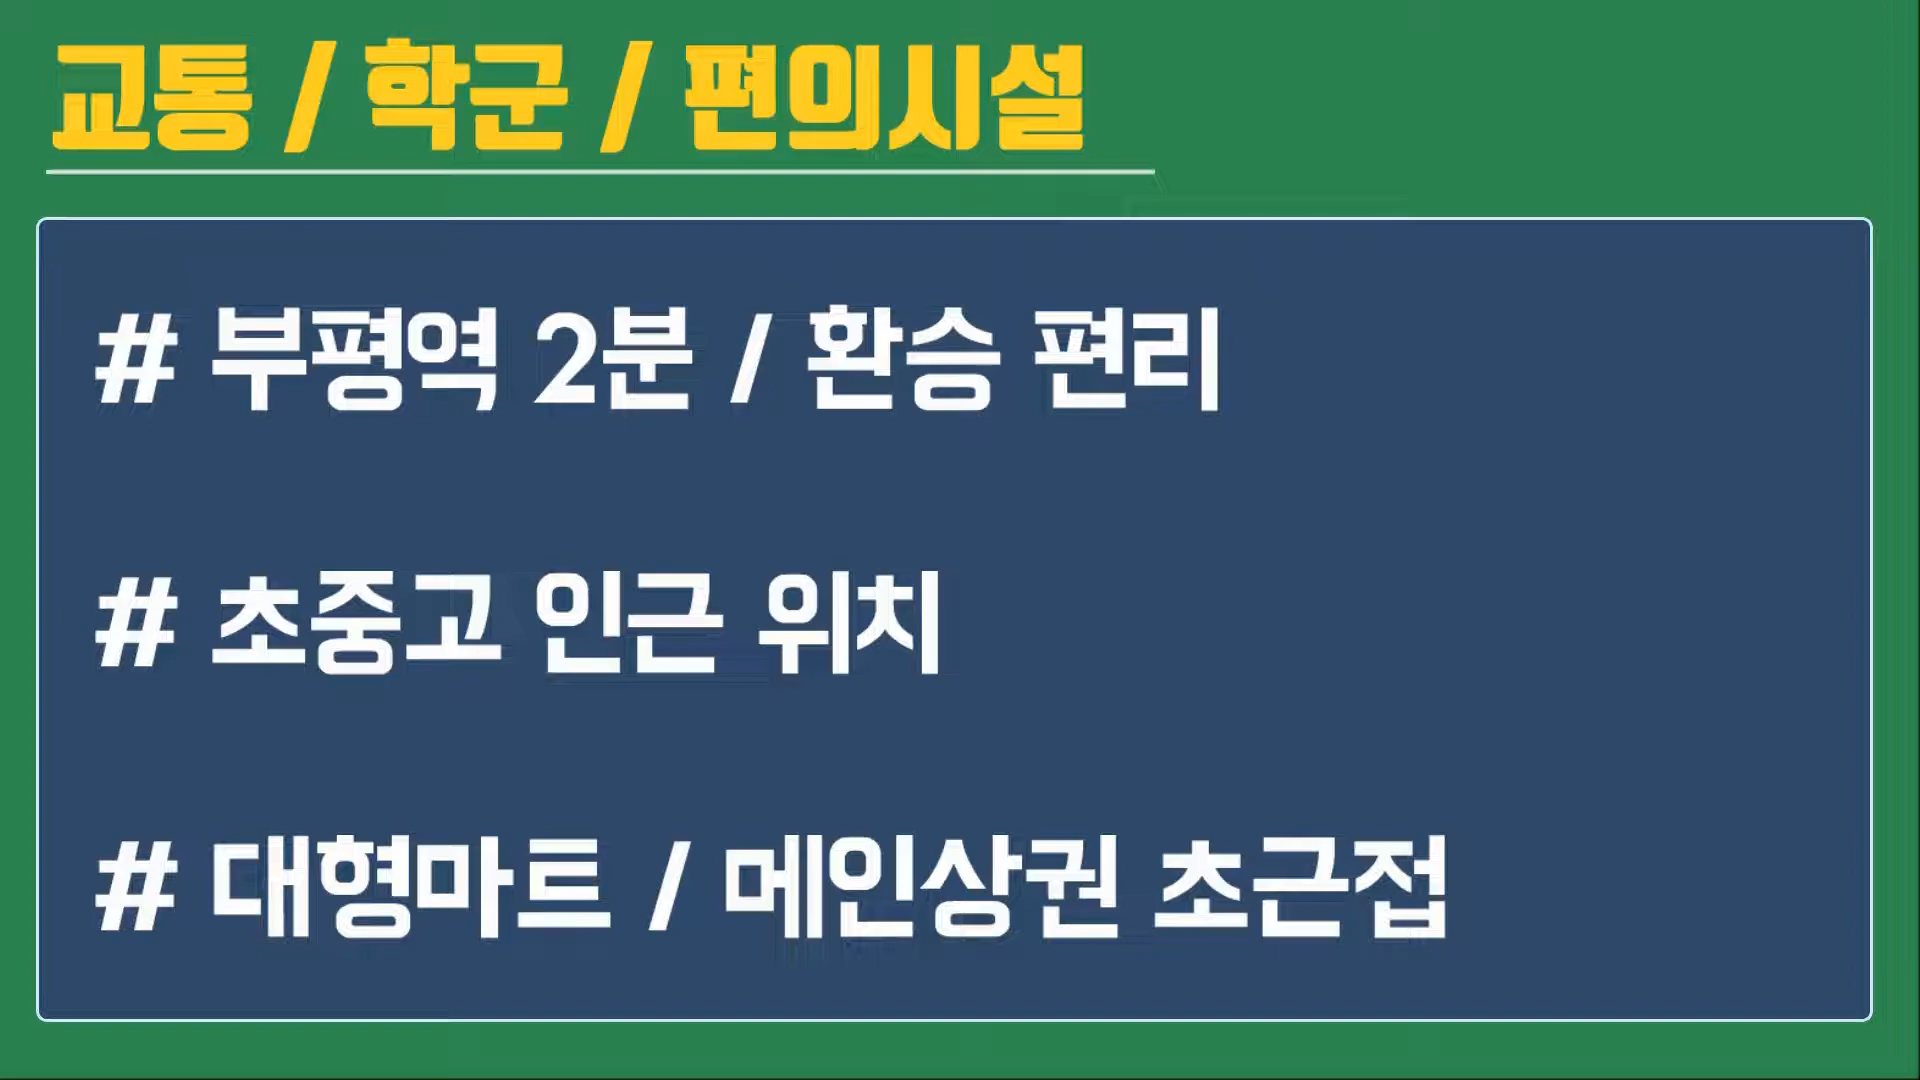 교통 / 학군 / 편의시설
# 부평역 2분 / 환승 편리
# 초중고 인근 위치
# 대형마트 / 메인상권 초근접